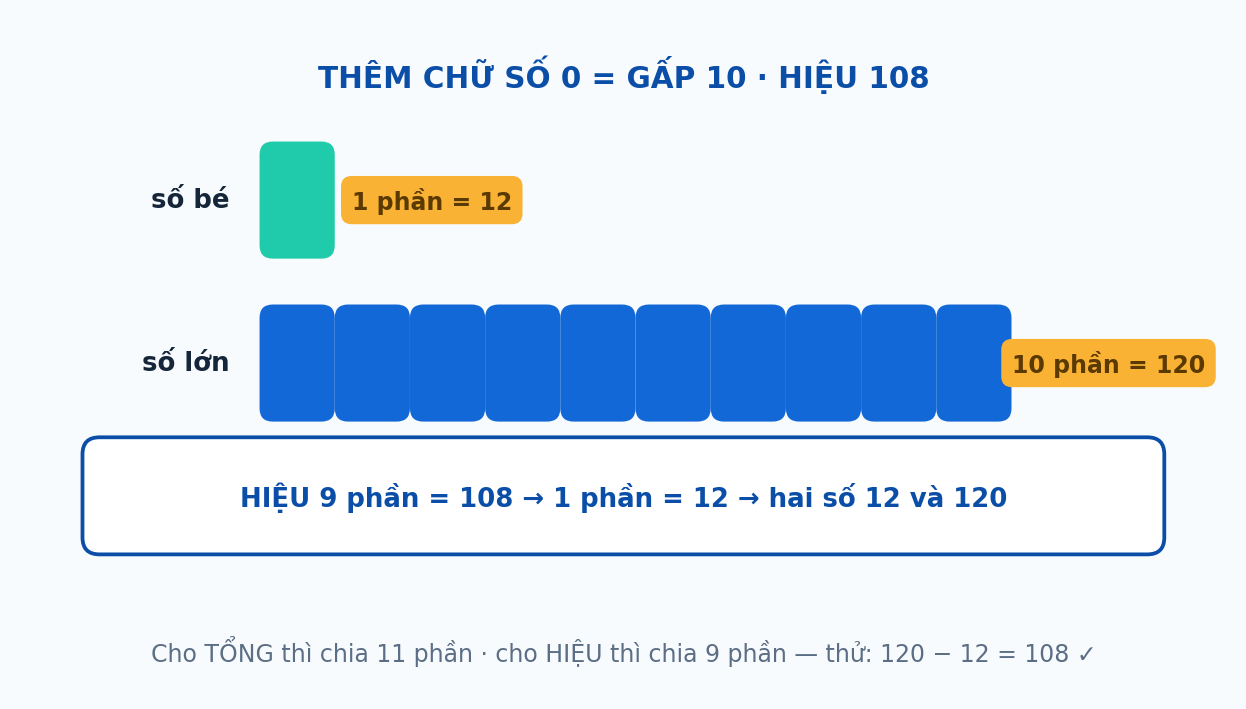 THÊM CHỮ SỐ 0 = GẤP 10 · HIỆU 108
số bé
1 phần = 12
số lớn
10 phần = 120
HIỆU 9 phần = 108 → 1 phần = 12 → hai số 12 và 120
Cho TỔNG thì chia 11 phần · cho HIỆU thì chia 9 phần — thử: 120 − 12 = 108 ✓